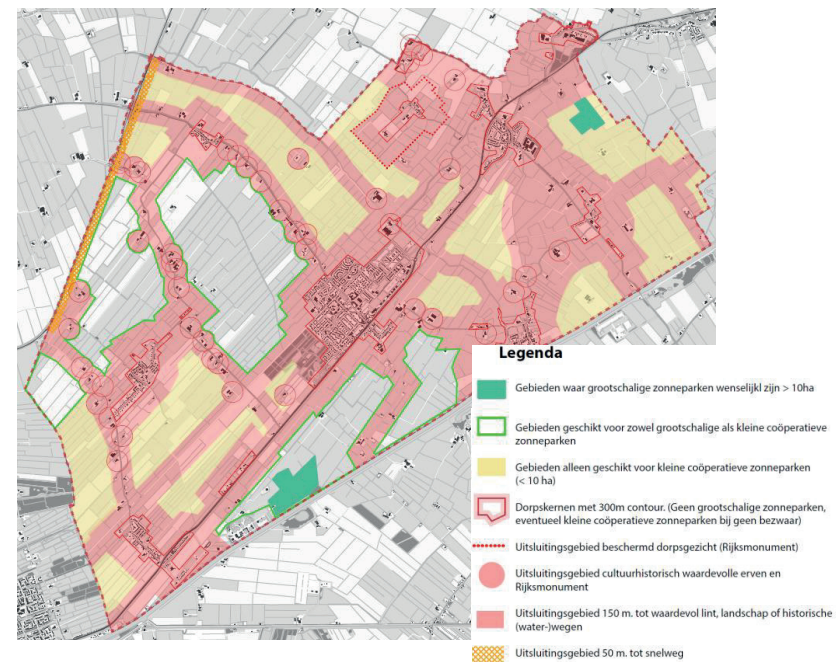 Legenda
Gebieden waar grootschalige zonneparken wenselijkl zijn > 10ha
Gebieden geschikt voor zowel grootschalige als kleine coöperatieve
zonneparken
Gebieden alleen geschikt voor kleine coöperatieve zonneparken
(< 10 ha)
Dorpskernen met 300m contour. (Geen grootschalige zonneparken,
eventueel kleine coöperatieve zonneparken bij geen bezwaar)
Uitsluitingsgebied beschermd dorpsgezicht (Rijksmonument)
Uitsluitingsgebied cultuurhistorisch waardevolle erven en
Rijksmonument
Uitsluitingsgebied 150 m. tot waardevol lint, landschap of historische
(water-)wegen
Uitsluitingsgebied 50 m. tot snelweg